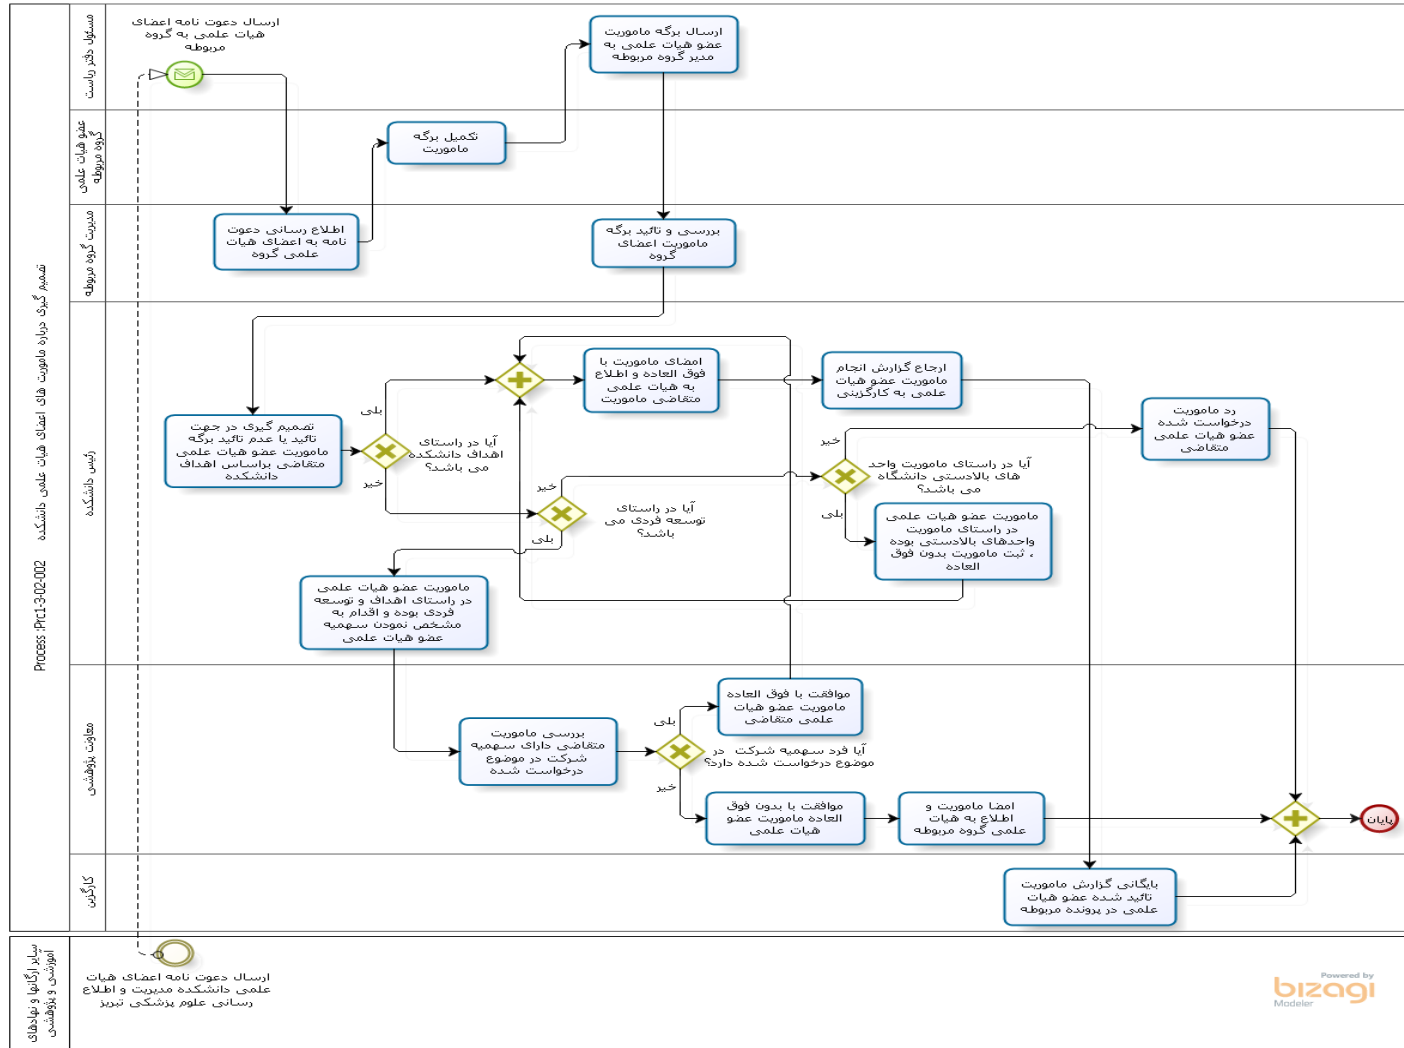 Process :Prc1-3-02-002 تصمیم گیری درباره ماموریت های اعضای هیات علمی دانشکده
مسئول دفتر ریاست
ارسال دعوت نامه اعضای
هیات علمی به گروه
مربوطه
ارسال برگه ماموریت
عضو هیات علمی به
مدیر گروه مربوطه
عضو هیات علمی
گروه مربوطه
تکمیل برگه
ماموریت
مدیریت گروه مربوطه
اطلاع رسانی دعوت
نامه به اعضای هیات
علمی گروه
بررسی و تائید برگه
ماموریت اعضای
گروه
رئیس دانشکده
تصمیم گیری در جهت
تائید یا عدم تائید برگه
ماموریت عضو هیات علمی
متقاضی براساس اهداف
دانشکده
بلی
خیر
آیا در راستای
اهداف دانشکده
می باشد؟
امضای ماموریت با
فوق العاده و اطلاع
به هیات علمی
متقاضی ماموریت
ارجاع گزارش انجام
ماموریت عضو هیات
علمی به کارگزینی
رد ماموریت
درخواست شده
عضو هیات علمی
متقاضی
خیر
بلی
آیا در راستای
توسعه فردی می
باشد؟
خیر
بلی
آیا در راستای ماموریت واحد
های بالادستی دانشگاه
می باشد؟
ماموریت عضو هیات علمی
در راستای ماموریت
واحدهای بالادستی بوده
، ثبت ماموریت بدون فوق
العاده
ماموریت عضو هیات علمی
در راستای اهداف و توسعه
فردی بوده و اقدام به
مشخص نمودن سهمیه
عضو هیات علمی
معاونت پژوهشی
بررسی ماموریت
متقاضی دارای سهمیه
شرکت در موضوع
درخواست شده
بلی
خیر
آیا فرد سهمیه شرکت در
موضوع درخواست شده دارد؟
موافقت با فوق العاده
ماموریت عضو هیات
علمی متقاضی
موافقت با بدون فوق
العاده ماموریت عضو
هیات علمی
امضا ماموریت و
اطلاع به هیات
علمی گروه مربوطه
پایان
کارگزین
بایگانی گزارش ماموریت
تائید شده عضو هیات
علمی در پرونده مربوطه
سایر ارگانها و نهادهای
آموزشی و پژوهشی
ارسال دعوت نامه اعضای هیات
علمی دانشکده مدیریت و اطلاع
رسانی علوم پزشکی تبریز
Powered by
bizagi
Modeler